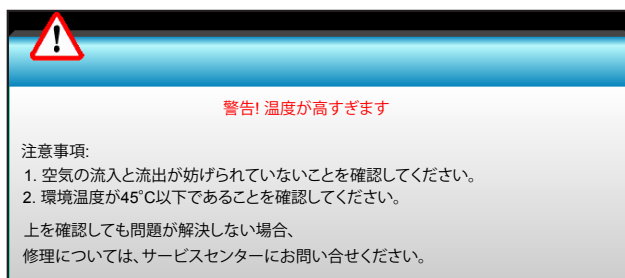 警告! 温度が高すぎます
注意事項:
1. 空気の流入と流出が妨げられていないことを確認してください。
2. 環境温度が45°C以下であることを確認してください。
上を確認しても問題が解決しない場合、
修理については、サービスセンターにお問い合せください。